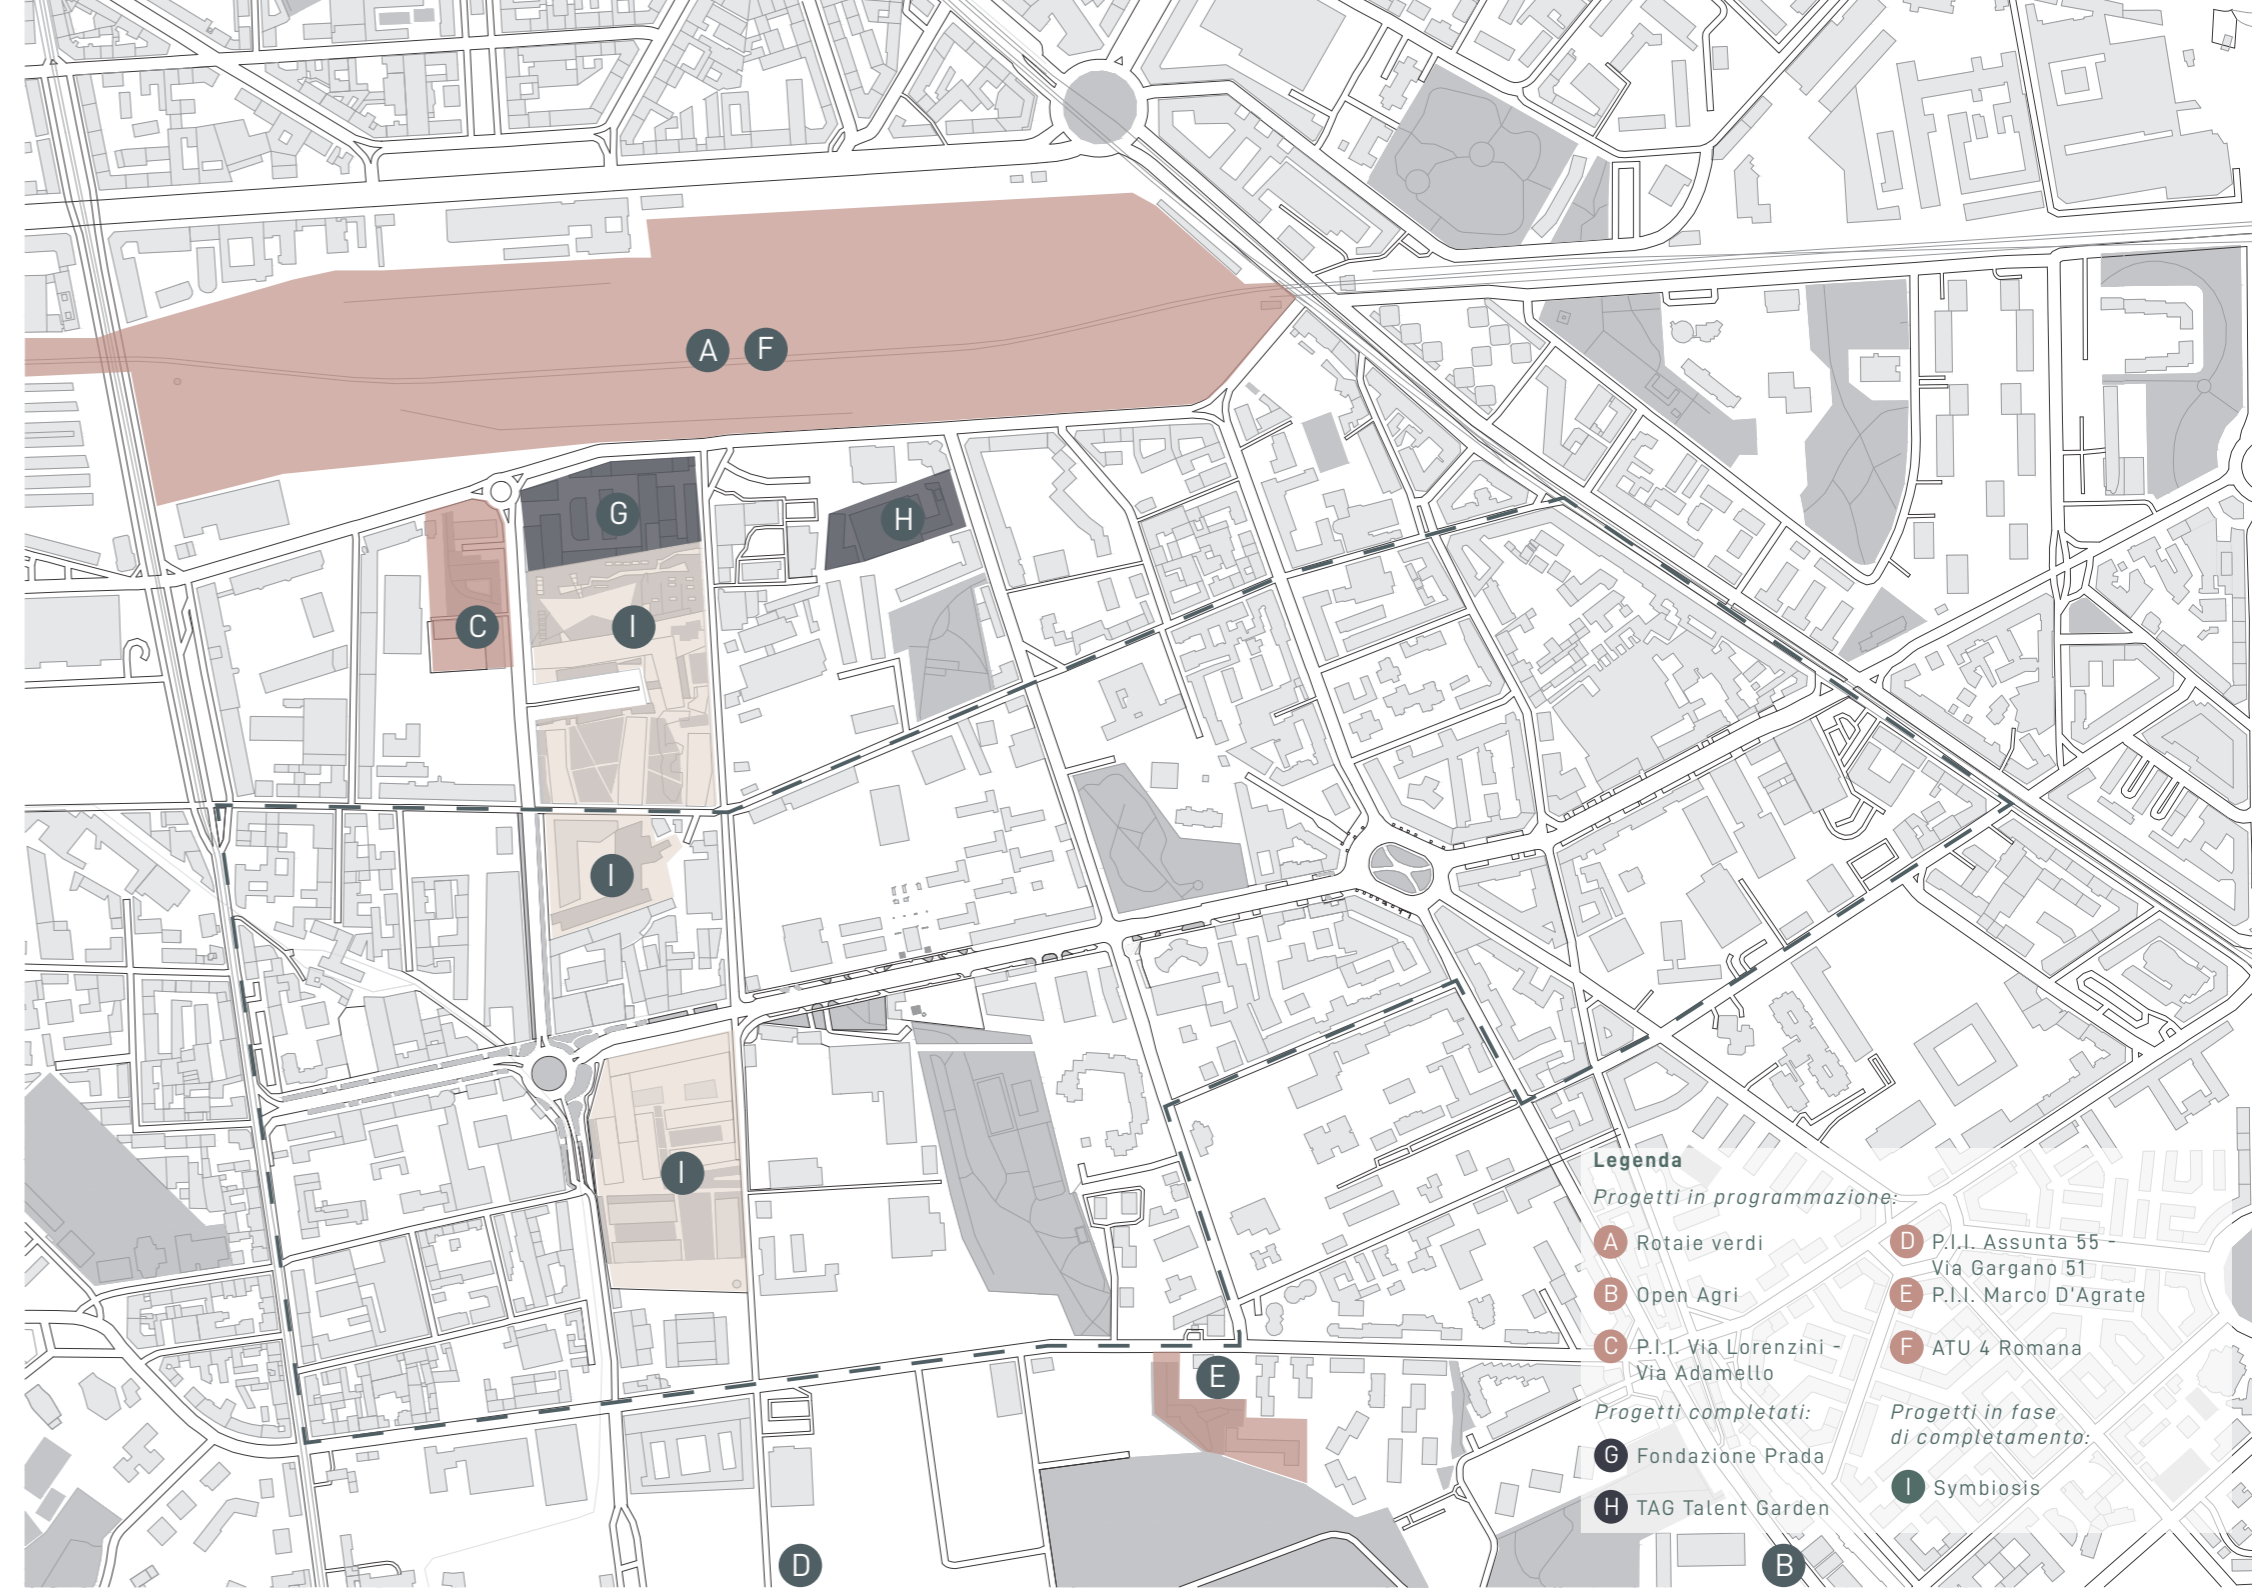 A F
G
H
C
I
I
I
E
D
B
Legenda
Progetti in programmazione:
A Rotaie verdi
B Open Agri
C P.I.I. Via Lorenzini -
Via Adamello
D P.I.I. Assunta 55 -
Via Gargano 51
E P.I.I. Marco D'Agrate
F ATU 4 Romana
Progetti completati:
G Fondazione Prada
H TAG Talent Garden
Progetti in fase
di completamento:
I Symbiosis